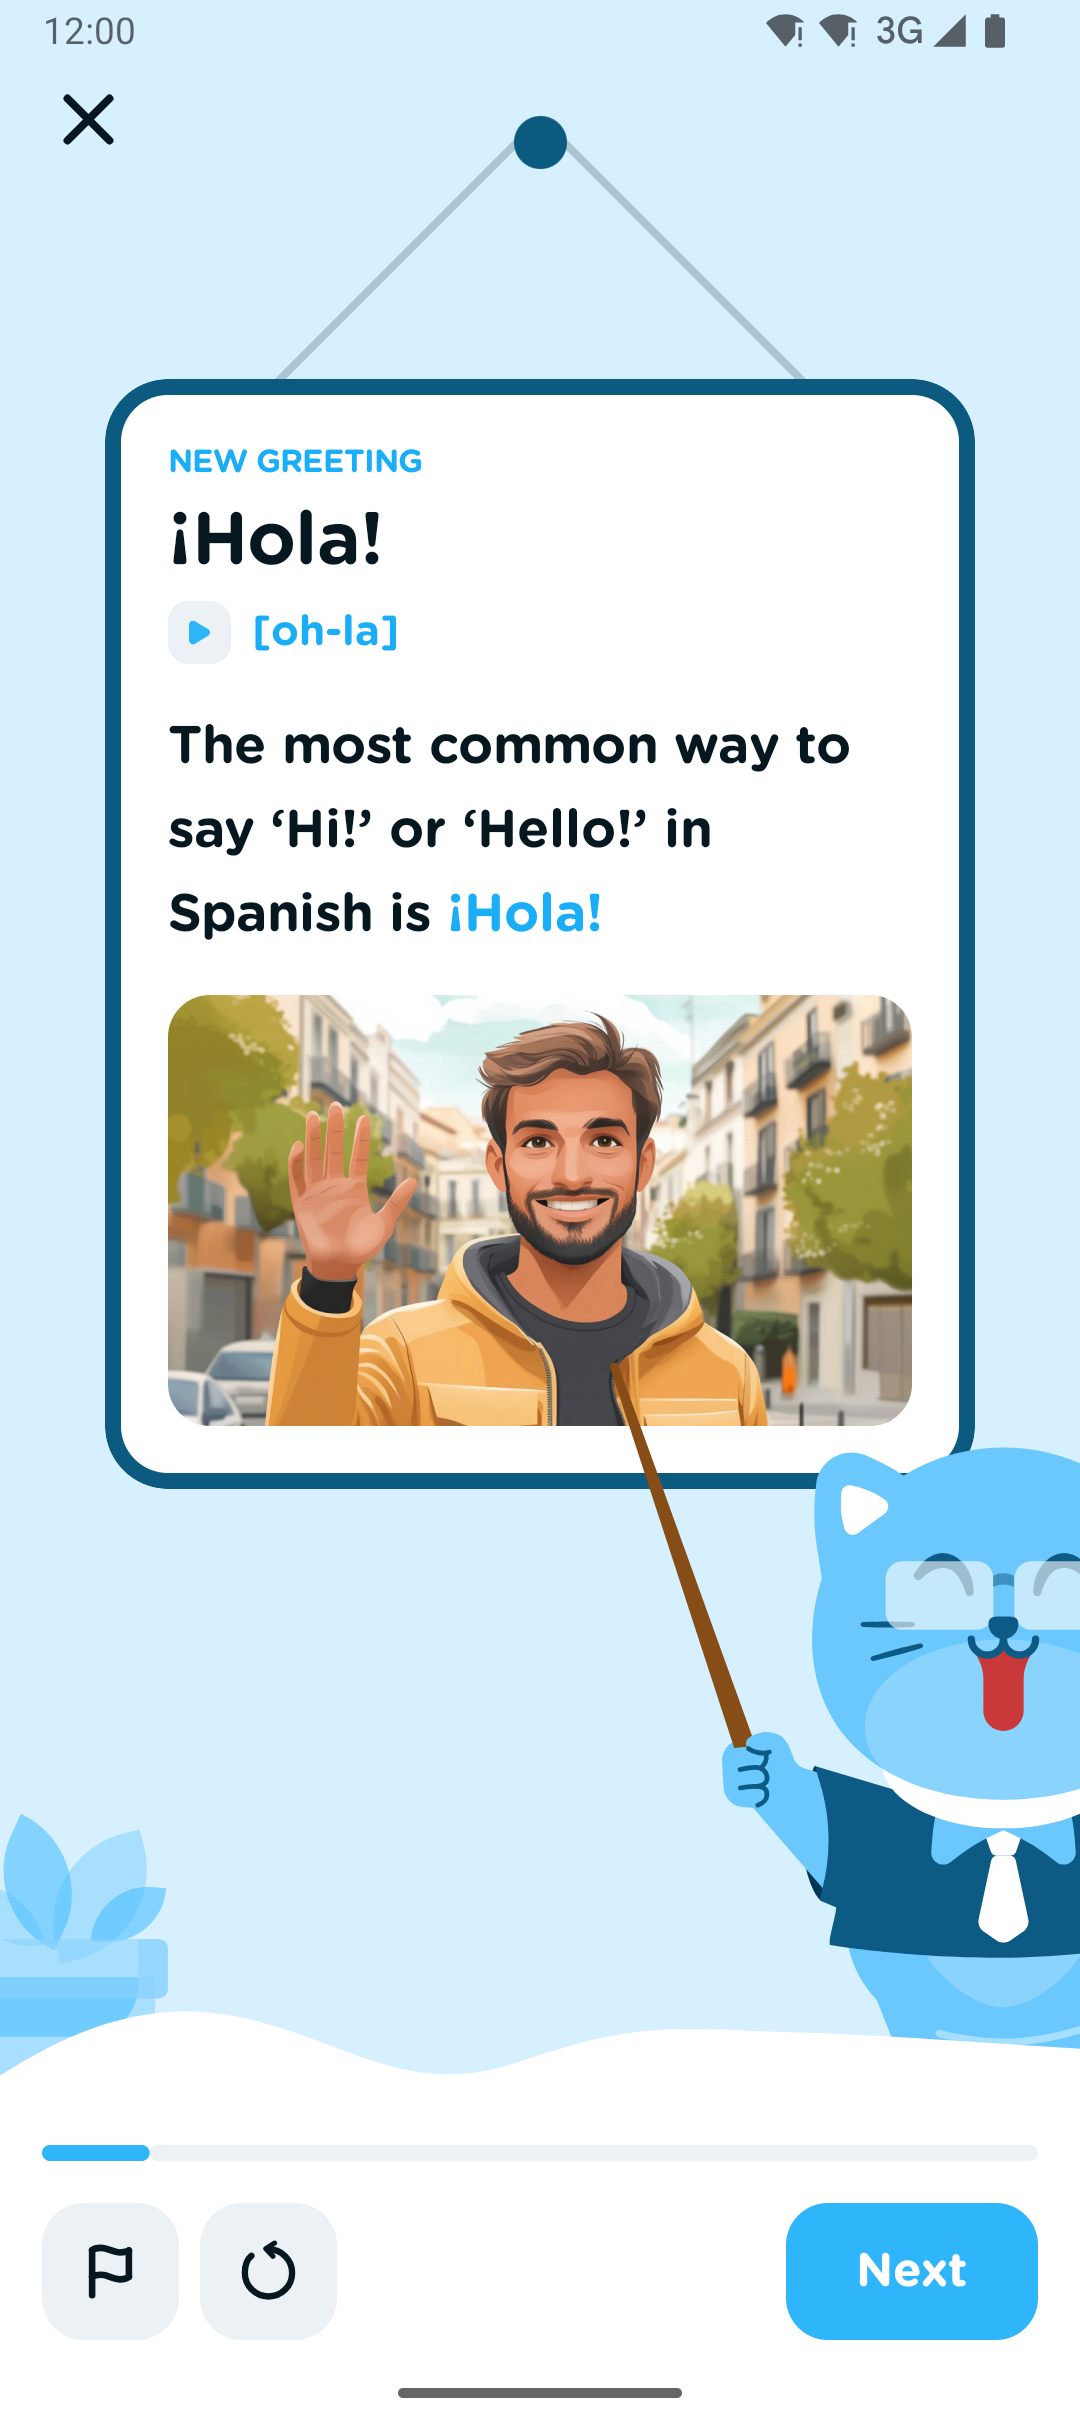 12:00
3G
NEW GREETING
¡Hola!
[oh-la]
The most common way to
say ‘Hi!’ or ‘Hello!’ in
Spanish is ¡Hola!
Next